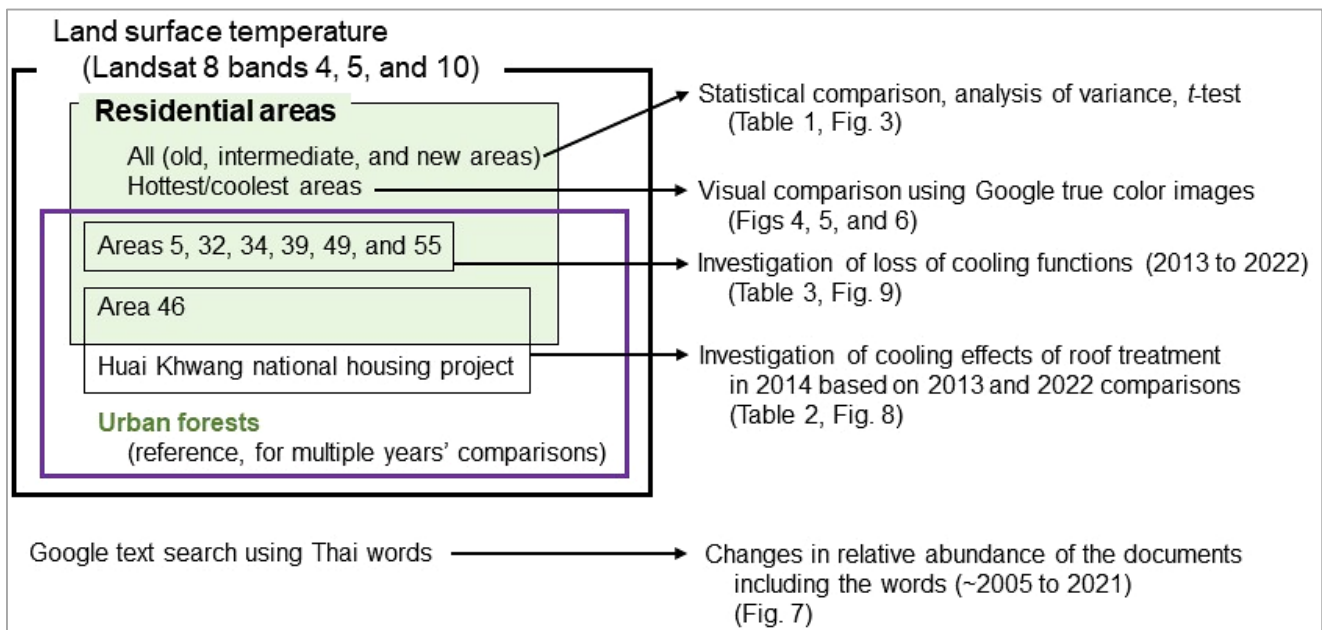 Land surface temperature
(Landsat 8 bands 4, 5, and 10)
Residential areas
All (old, intermediate, and new areas)
Hottest/coolest areas
Areas 5, 32, 34, 39, 49, and 55
Area 46
Huai Khwang national housing project
Urban forests
(reference, for multiple years’ comparisons)
Statistical comparison, analysis of variance, t-test
(Table 1, Fig. 3)
Visual comparison using Google true color images
(Figs 4, 5, and 6)
Investigation of loss of cooling functions (2013 to 2022)
(Table 3, Fig. 9)
Investigation of cooling effects of roof treatment
in 2014 based on 2013 and 2022 comparisons
(Table 2, Fig. 8)
Google text search using Thai words
Changes in relative abundance of the documents
including the words (~2005 to 2021)
(Fig. 7)